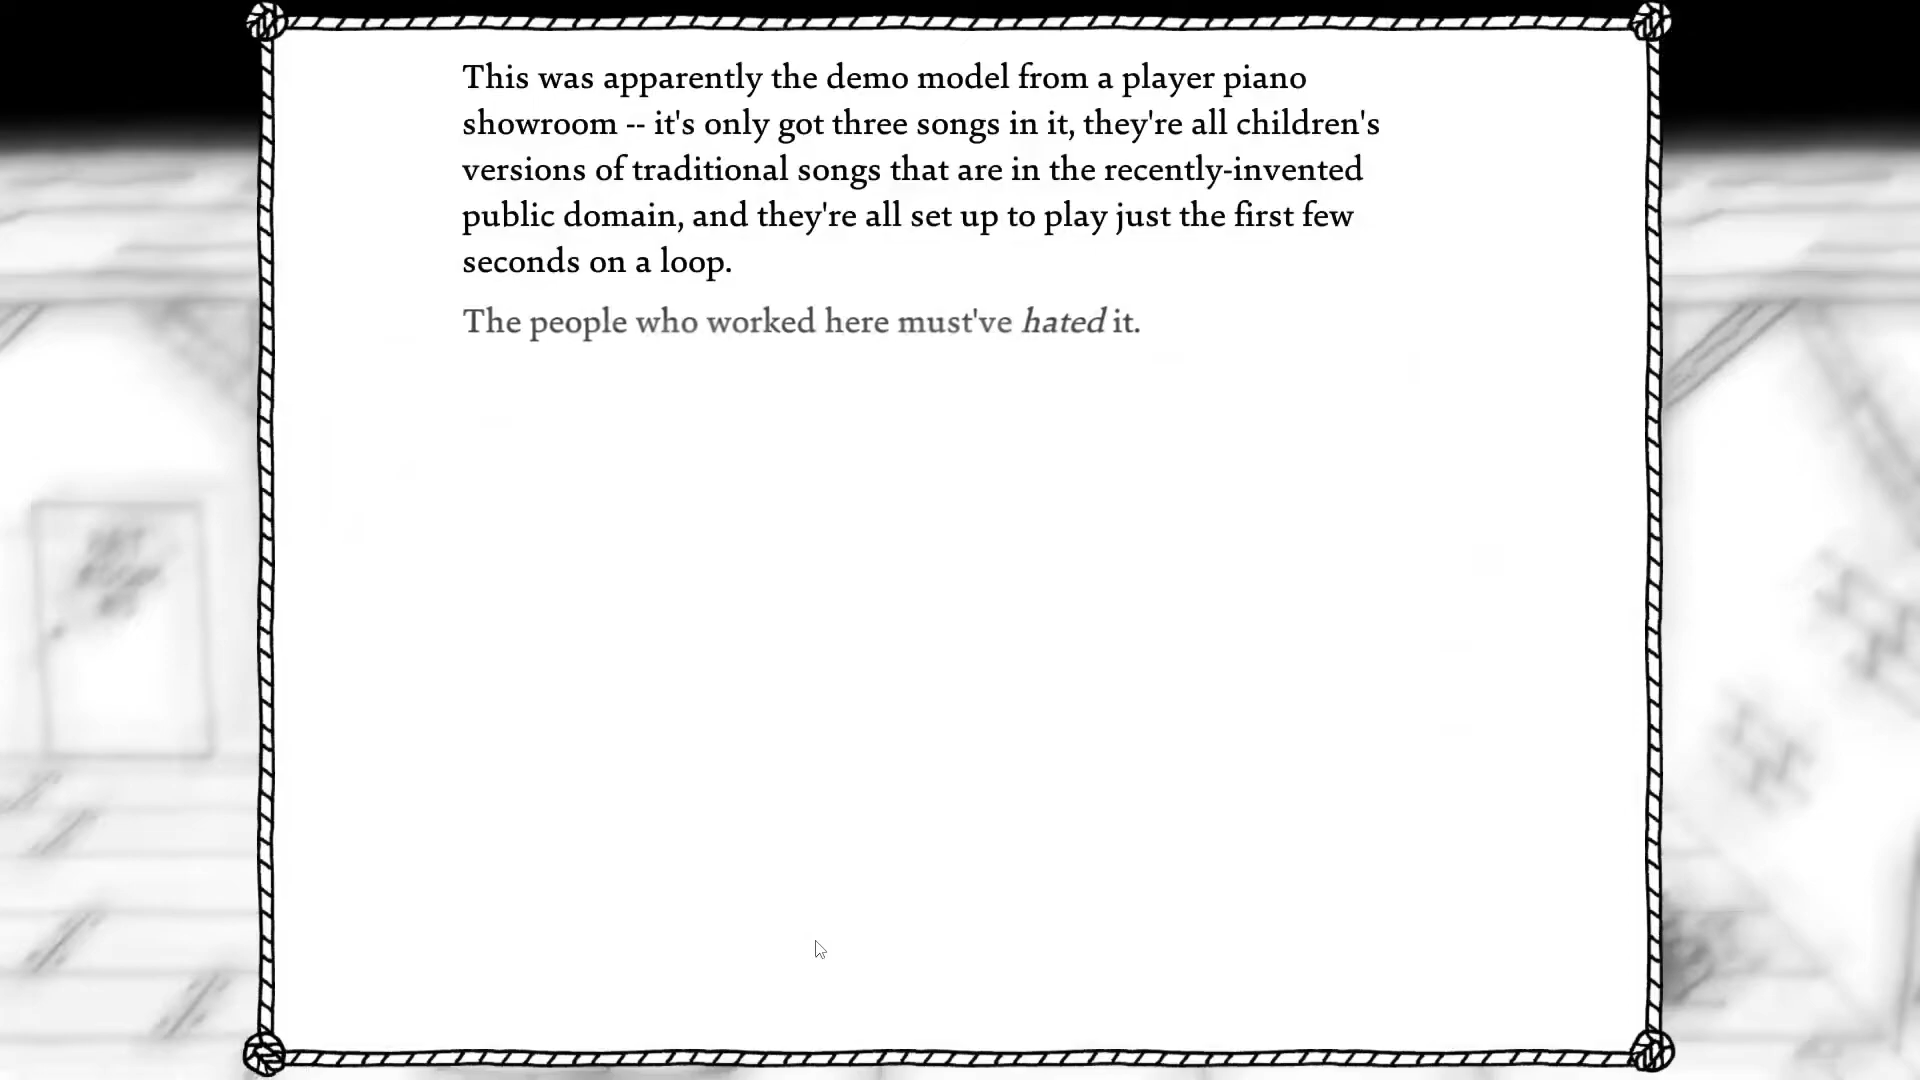 This was apparently the demo model from a player piano
showroom -- it's only got three songs in it, they're all children's
versions of traditional songs that are in the recently-invented
public domain, and they're all set up to play just the first few
seconds on a loop.
The people who worked here must've hated it.